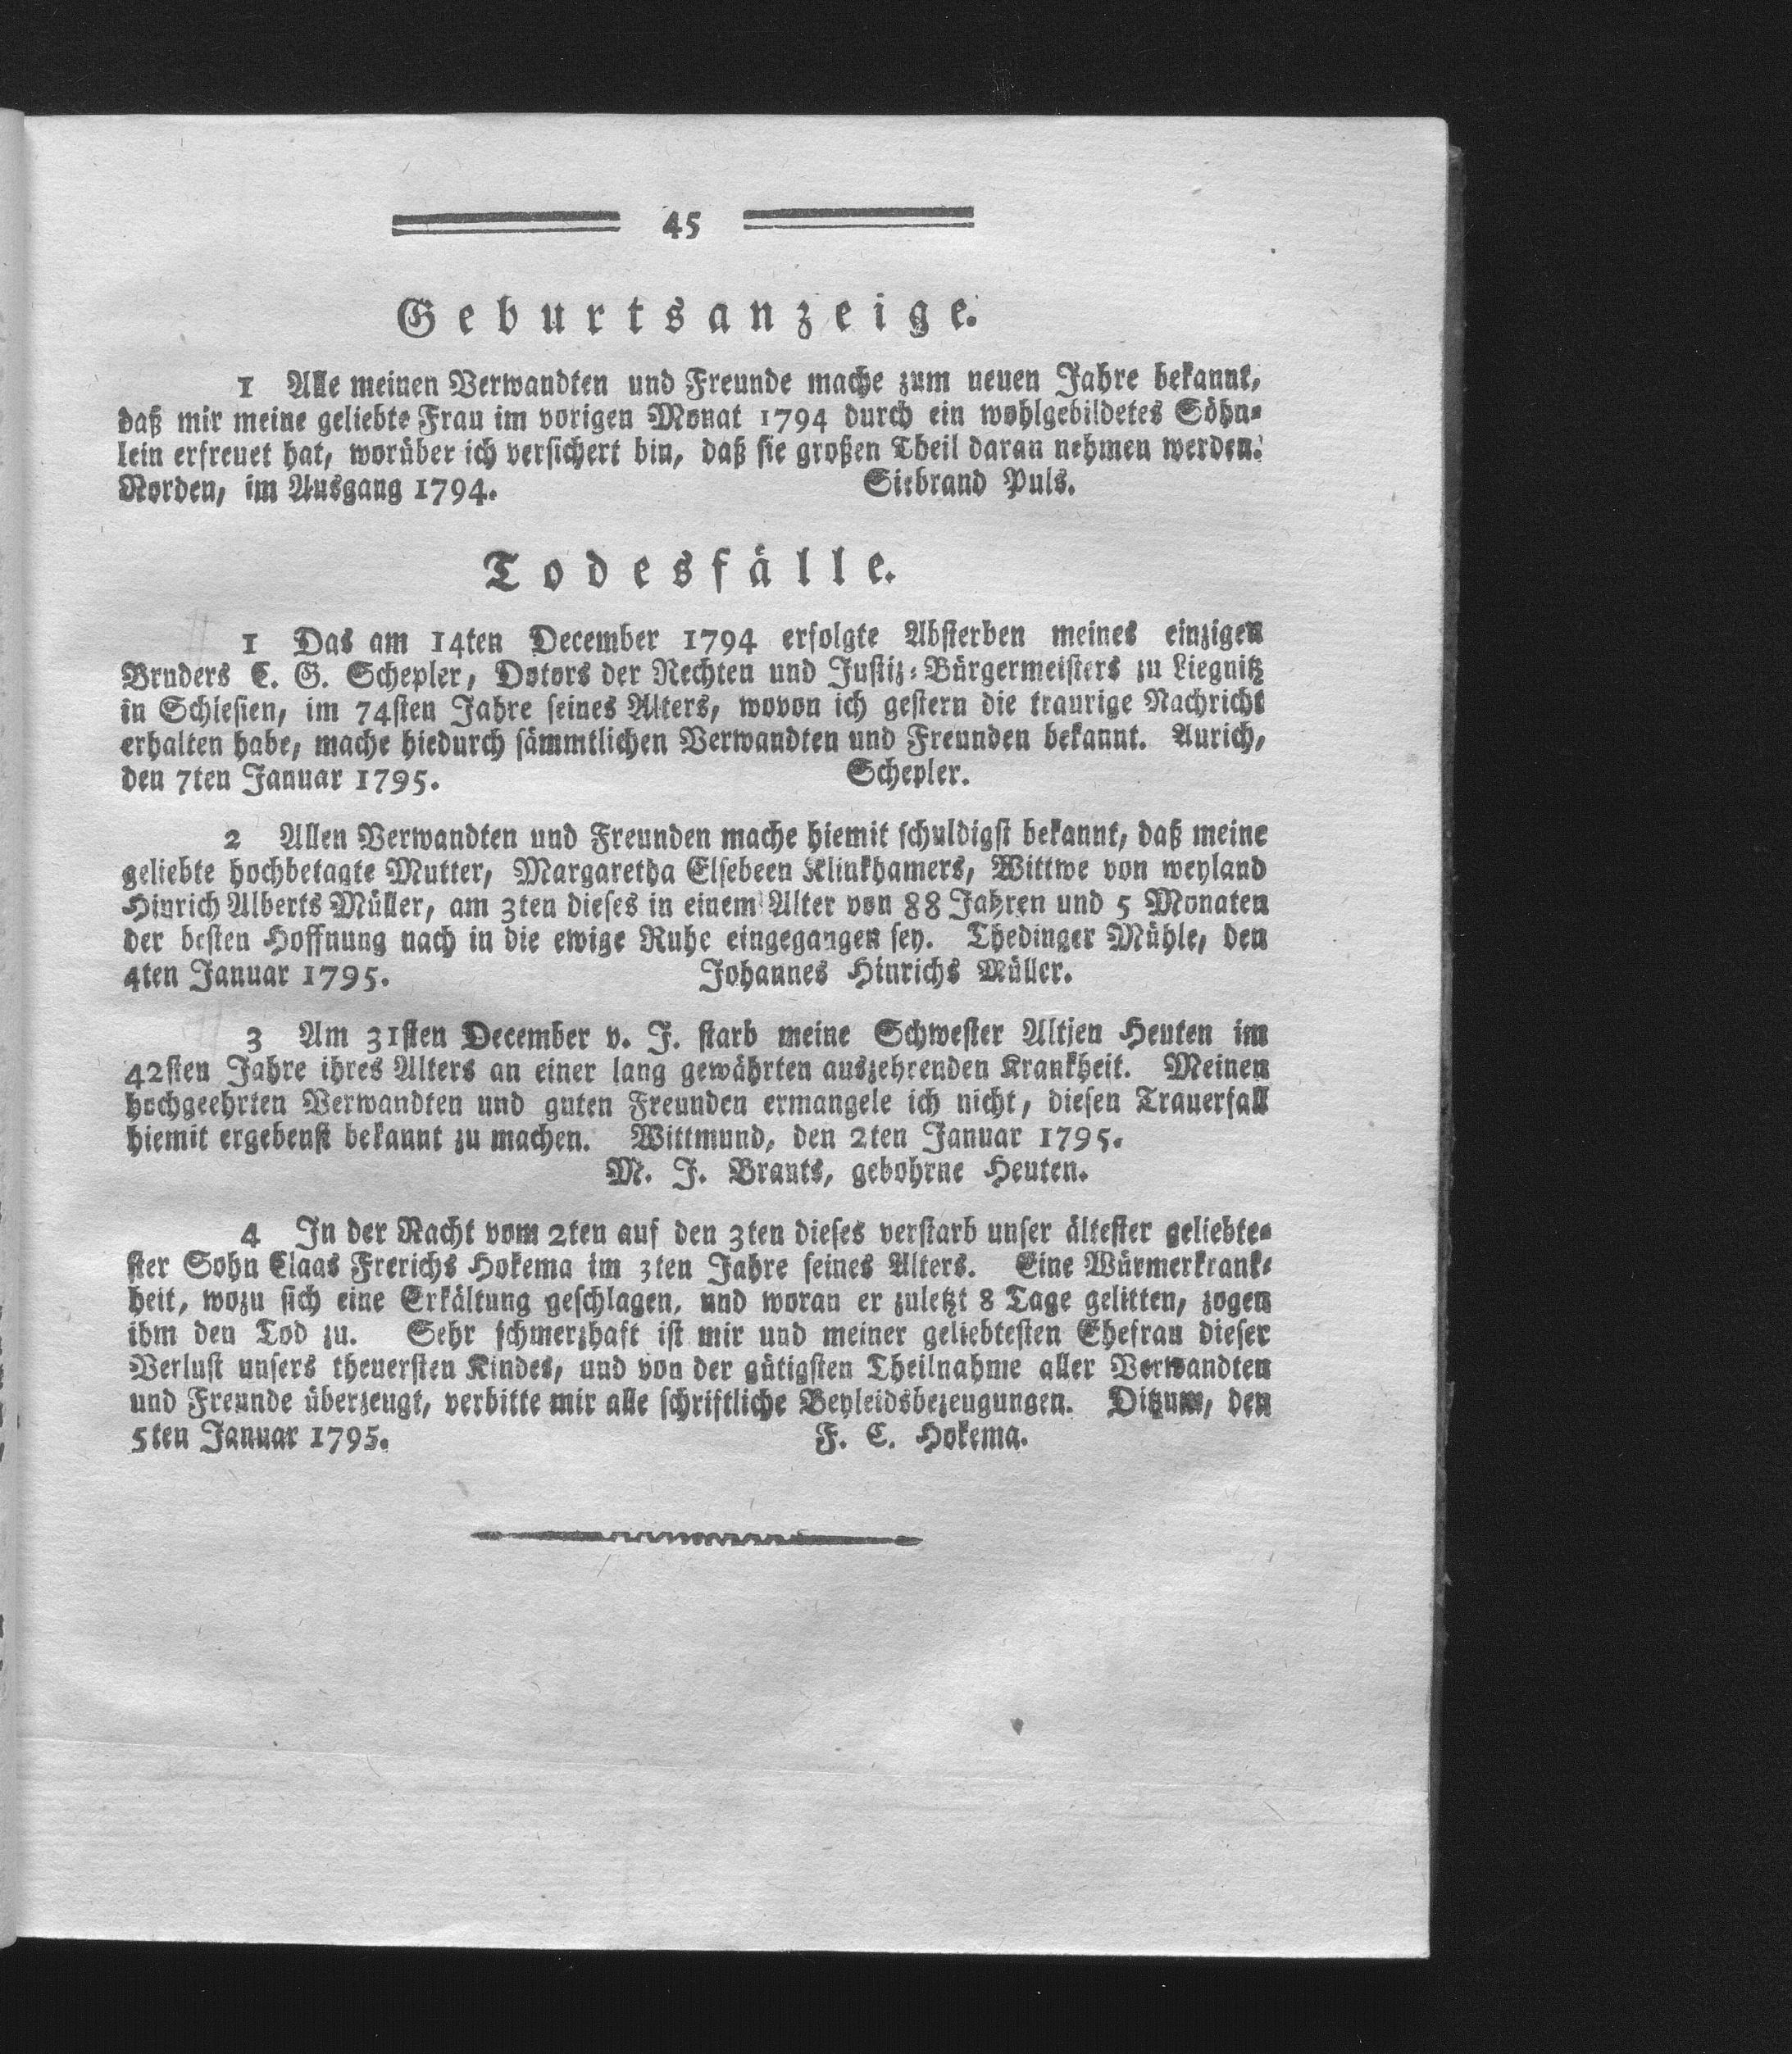 45
Geburtsanzeige.
1 Alle meinen Verwandten und Freunde mache zum neuen Jahre bekannt,
daß mir meine geliebte Frau im vorigen Monat 1794 durch ein wohlgebildetes Söhn-
lein erfreuet hat, worüber ich versichert bin, daß sie großen Theil daran nehmen werden.
Norden, im Ausgang 1794. Siebrand Puls.
Todesfälle.
1 Das am 14ten December 1794 erfolgte Absterben meines einzigen
Bruders C. G. Schepler, Dotors der Rechten und Justiz-Bürgermeisters zu Liegnitz
in Schlesien, im 74sten Jahre seines Alters, wovon ich gestern die traurige Nachricht
erhalten habe, mache hiedurch sämmtlichen Verwandten und Freunden bekannt. Aurich,
den 7ten Januar 1795. Schepler.
2 Allen Verwandten und Freunden mache hiemit schuldigst bekannt, daß meine
geliebte hochbetagte Mutter, Margaretha Elsebeen Klinkhamers, Wittwe von weyland
Hinrich Alberts Müller, am 3ten dieses in einem Alter von 88 Jahren und 5 Monaten
der besten Hoffnung nach in die ewige Ruhe eingegangen sey. Thedinger Mühle, den
4ten Januar 1795. Johannes Hinrichs Müller.
3 Am 31sten December v. J. starb meine Schwester Altjen Heuten im
42sten Jahre ihres Alters an einer lang gewährten auszehrenden Krankheit. Meinen
hochgeehrten Verwandten und guten Freunden ermangele ich nicht, diesen Trauerfall
hiemit ergebenst bekannt zu machen. Wittmund, den 2ten Januar 1795.
M. J. Brants, gebohrne Heuten.
4 In der Nacht vom 2ten auf den 3ten dieses verstarb unser ältester geliebte-
ster Sohn Claas Frerichs Hokema im 3ten Jahre seines Alters. Eine Würmerkrank-
heit, wozu sich eine Erkältung geschlagen, und woran er zuletzt 8 Tage gelitten, zogen
ihm den Tod zu. Sehr schmerzhaft ist mir und meiner geliebtesten Ehefrau dieser
Verlust unsers theuersten Kindes, und von der gütigsten Theilnahme aller Verwandten
und Freunde überzeugt, verbitte mir alle schriftliche Beyleidsbezeugungen. Ditzum, den
5ten Januar 1795. F. C. Hokema.